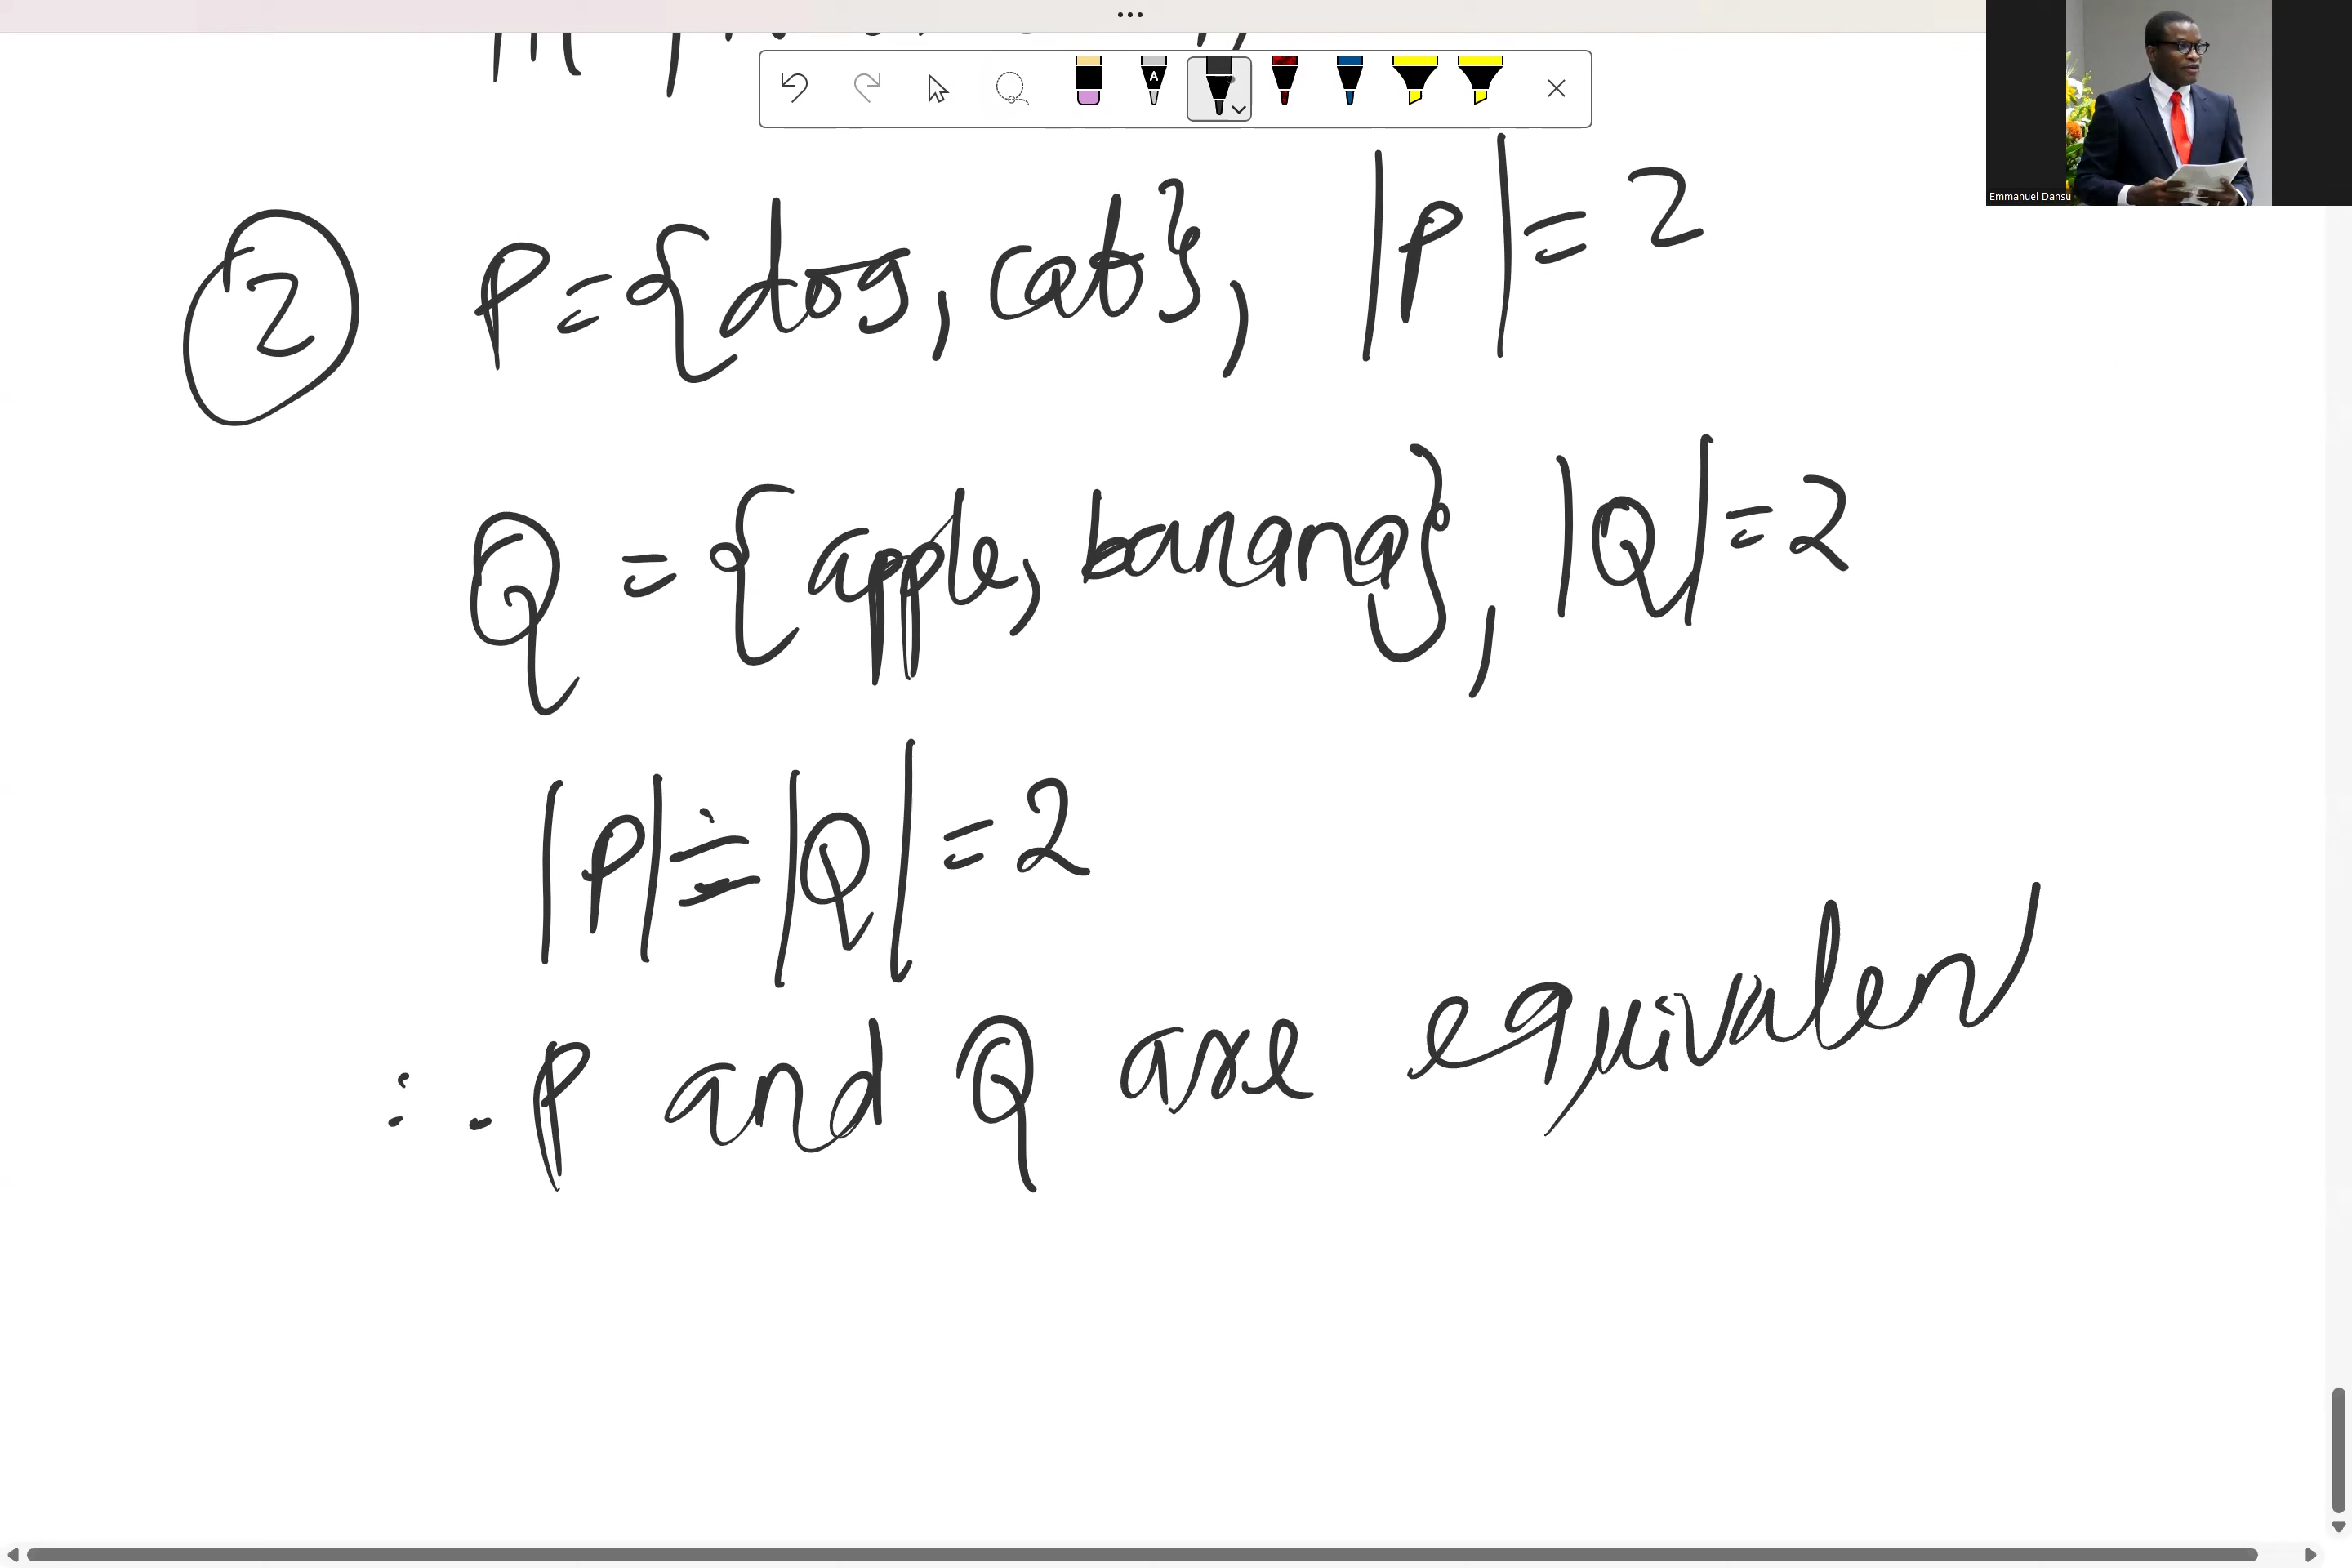 Emmanuel Dansu
A
② P = {dog, cat}, |P| = 2
Q = {apple, banana}, |Q| = 2
|P| = |Q| = 2
∴ P and Q are equivalen